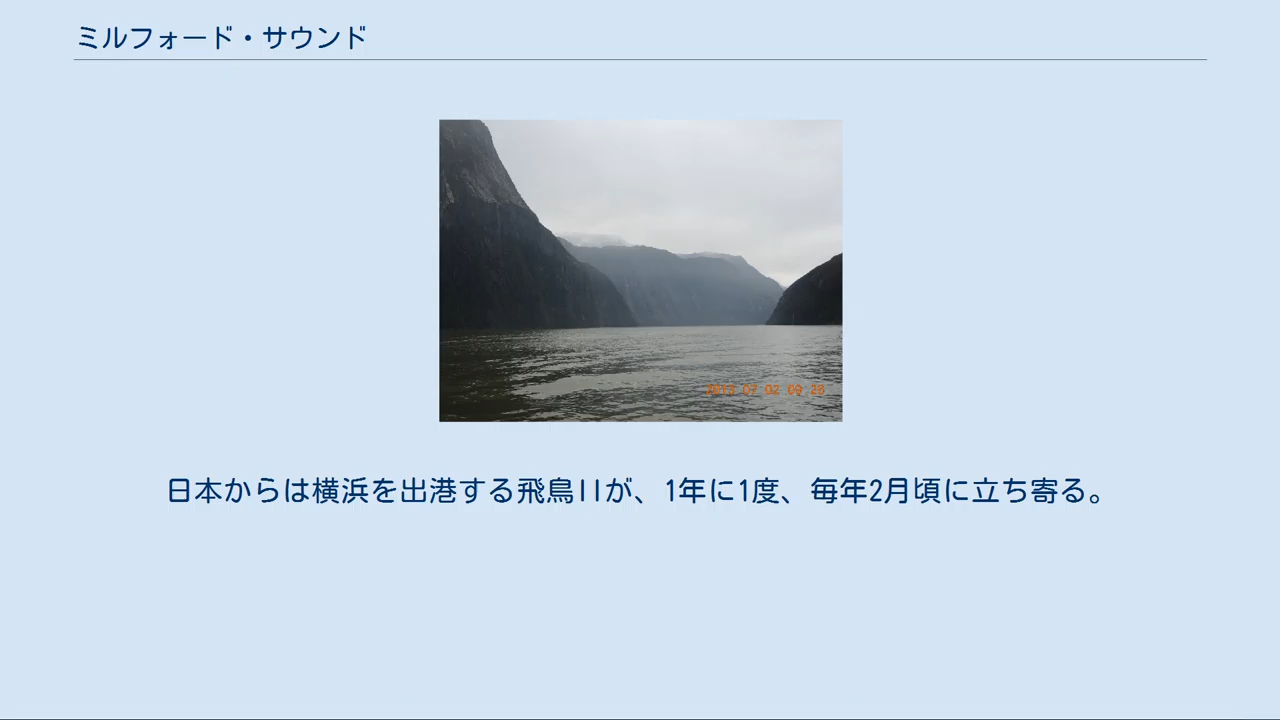 ミルフォード・サウンド
日本からは横浜を出港する飛鳥IIが、1年に1度、毎年2月頃に立ち寄る。